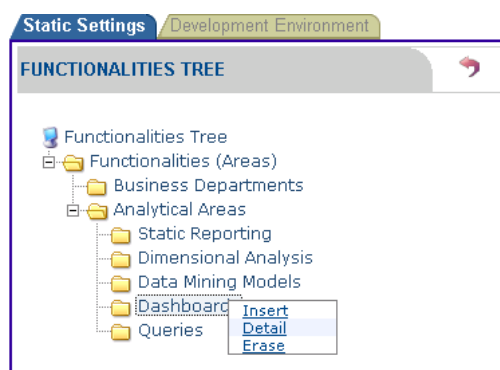 Static Settings Development Environment
FUNCTIONALITIES TREE
Functionalities Tree
Functionalities (Areas)
Business Departments
Analytical Areas
Static Reporting
Dimensional Analysis
Data Mining Models
Dashboard
Insert
Detail
Queries
Erase